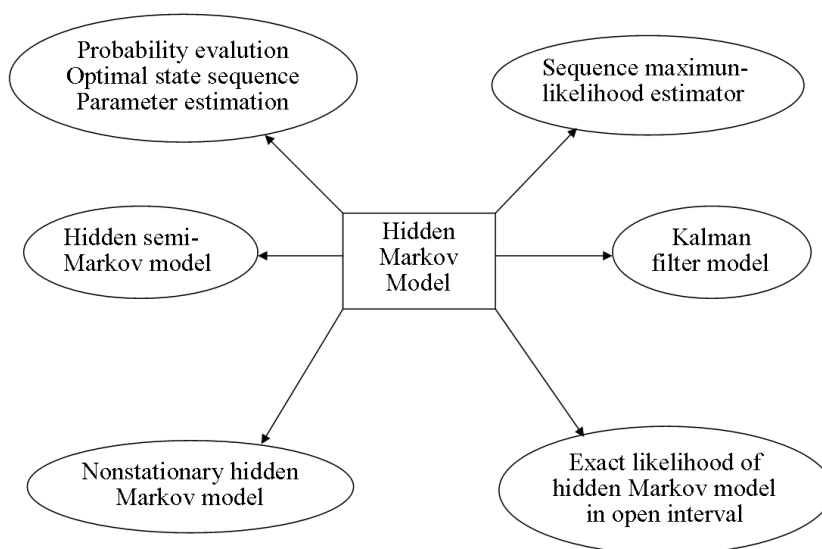 Probability evalution
Optimal state sequence
Parameter estimation
Sequence maximun-
likelihood estimator
Hidden semi-
Markov model
Hidden
Markov
Model
Kalman
filter model
Nonstationary hidden
Markov model
Exact likelihood of
hidden Markov model
in open interval